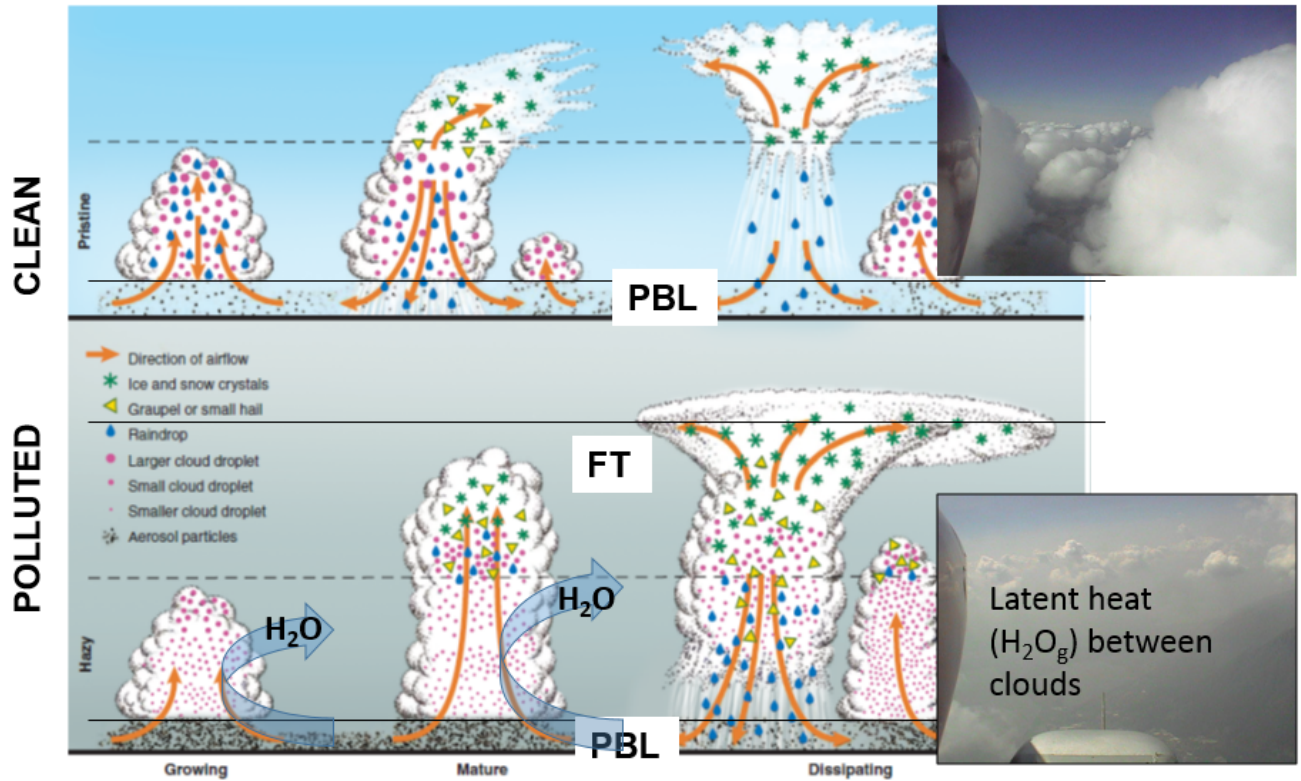 CLEAN
Pristine
PBL
POLLUTED
Hazy
Direction of airflow
Ice and snow crystals
Graupel or small hail
Raindrop
Larger cloud droplet
Small cloud droplet
Smaller cloud droplet
Aerosol particles
FT
H₂O
H₂O
PBL
Latent heat
(H₂Og) between
clouds
Growing
Mature
Dissipating